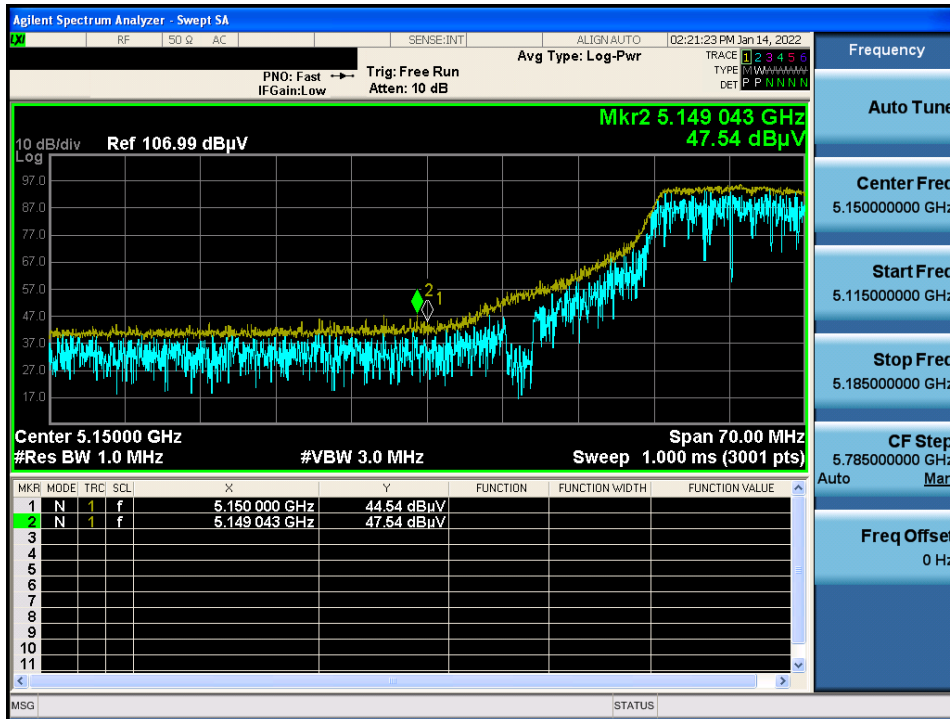 Agilent Spectrum Analyzer - Swept SA
LXI RF 50 Ω AC SENSE:INT ALIGN AUTO 02:21:23 PM Jan 14, 2022
Frequency
PNO: Fast
IFGain:Low
Trig: Free Run
Atten: 10 dB
Avg Type: Log-Pwr
TRACE 1 2 3 4 5 6
TYPE M W W W W W
DET P P N N N N
Auto Tune
Mkr2 5.149 043 GHz
47.54 dBµV
10 dB/div Ref 106.99 dBµV
Log
97.0
87.0
77.0
67.0
57.0
47.0
37.0
27.0
17.0
2
1
Center Freq
5.150000000 GHz
Start Freq
5.115000000 GHz
Stop Freq
5.185000000 GHz
Center 5.15000 GHz Span 70.00 MHz
#Res BW 1.0 MHz #VBW 3.0 MHz Sweep 1.000 ms (3001 pts)
CF Step
5.785000000 GHz
Auto Man
Freq Offset
0 Hz
MKR MODE TRC SCL X Y FUNCTION FUNCTION WIDTH FUNCTION VALUE
1 N 1 f 5.150 000 GHz 44.54 dBµV
2 N 1 f 5.149 043 GHz 47.54 dBµV
3
4
5
6
7
8
9
10
11
MSG STATUS